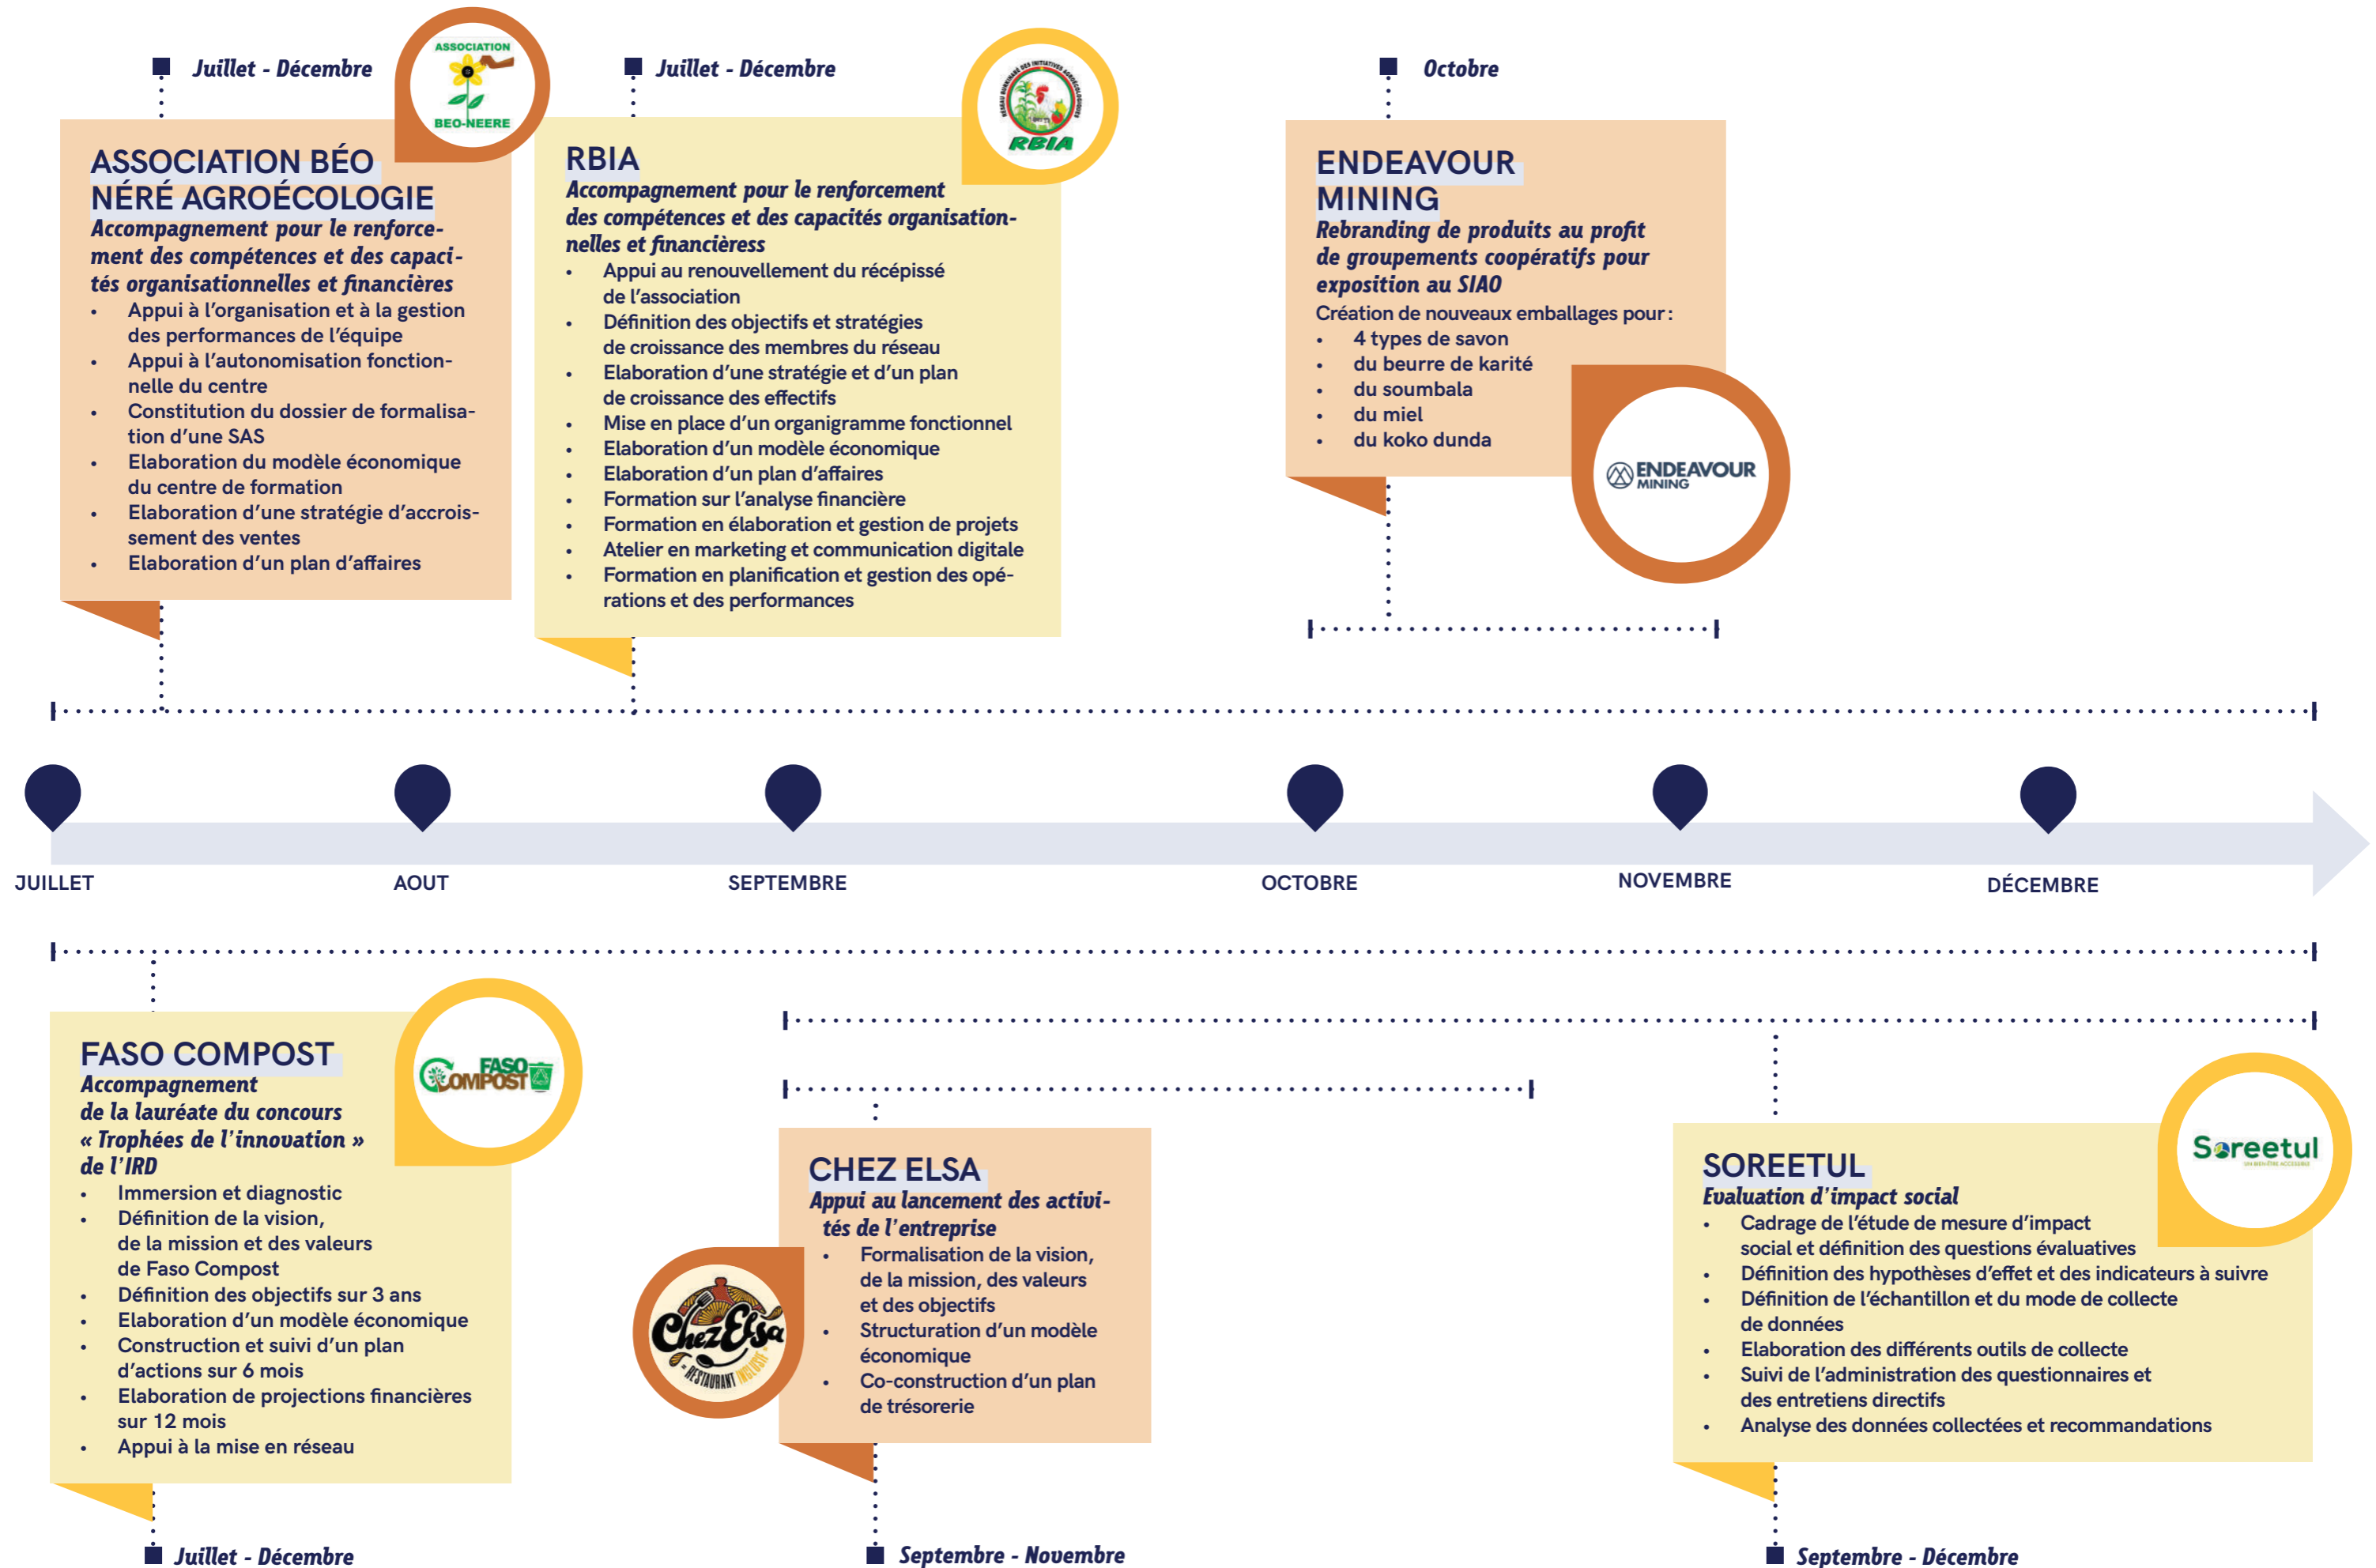 Juillet - Décembre
ASSOCIATION
BEO-NEERE
ASSOCIATION BÉO
NÉRÉ AGROÉCOLOGIE
Accompagnement pour le renforce-
ment des compétences et des capaci-
tés organisationnelles et financières
• Appui à l'organisation et à la gestion
des performances de l'équipe
• Appui à l'autonomisation fonction-
nelle du centre
• Constitution du dossier de formalisa-
tion d'une SAS
• Elaboration du modèle économique
du centre de formation
• Elaboration d'une stratégie d'accrois-
sement des ventes
• Elaboration d'un plan d'affaires
Juillet - Décembre
RESEAU BURKINABE DES INITIATIVES AGROÉCOLOGIQUES
RBIA
RBIA
Accompagnement pour le renforcement
des compétences et des capacités organisation-
nelles et financièress
• Appui au renouvellement du récépissé
de l'association
• Définition des objectifs et stratégies
de croissance des membres du réseau
• Elaboration d'une stratégie et d'un plan
de croissance des effectifs
• Mise en place d'un organigramme fonctionnel
• Elaboration d'un modèle économique
• Elaboration d'un plan d'affaires
• Formation sur l'analyse financière
• Formation en élaboration et gestion de projets
• Atelier en marketing et communication digitale
• Formation en planification et gestion des opé-
rations et des performances
Octobre
ENDEAVOUR
MINING
Rebranding de produits au profit
de groupements coopératifs pour
exposition au SIAO
Création de nouveaux emballages pour :
• 4 types de savon
• du beurre de karité
• du soumbala
• du miel
• du koko dunda
ENDEAVOUR
MINING
JUILLET
AOUT
SEPTEMBRE
OCTOBRE
NOVEMBRE
DÉCEMBRE
FASO COMPOST
Accompagnement
de la lauréate du concours
« Trophées de l'innovation »
de l'IRD
• Immersion et diagnostic
• Définition de la vision,
de la mission et des valeurs
de Faso Compost
• Définition des objectifs sur 3 ans
• Elaboration d'un modèle économique
• Construction et suivi d'un plan
d'actions sur 6 mois
• Elaboration de projections financières
sur 12 mois
• Appui à la mise en réseau
FASO
COMPOST
Juillet - Décembre
CHEZ ELSA
Appui au lancement des activi-
tés de l'entreprise
• Formalisation de la vision,
de la mission, des valeurs
et des objectifs
• Structuration d'un modèle
économique
• Co-construction d'un plan
de trésorerie
Chez Elsa
RESTAURANT INCLUSIF
Septembre - Novembre
SOREETUL
Evaluation d'impact social
• Cadrage de l'étude de mesure d'impact
social et définition des questions évaluatives
• Définition des hypothèses d'effet et des indicateurs à suivre
• Définition de l'échantillon et du mode de collecte
de données
• Elaboration des différents outils de collecte
• Suivi de l'administration des questionnaires et
des entretiens directifs
• Analyse des données collectées et recommandations
Soreetul
UN BIEN-ÊTRE ACCESSIBLE
Septembre - Décembre